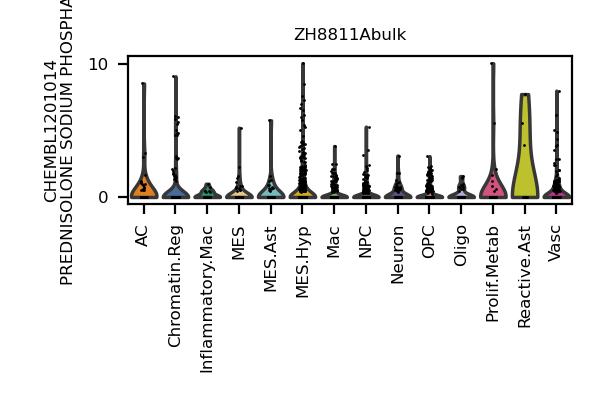 ZH8811Abulk
CHEMBL1201014
PREDNISOLONE SODIUM PHOSPHA
10
0
AC
Chromatin.Reg
Inflammatory.Mac
MES
MES.Ast
MES.Hyp
Mac
NPC
Neuron
OPC
Oligo
Prolif.Metab
Reactive.Ast
Vasc